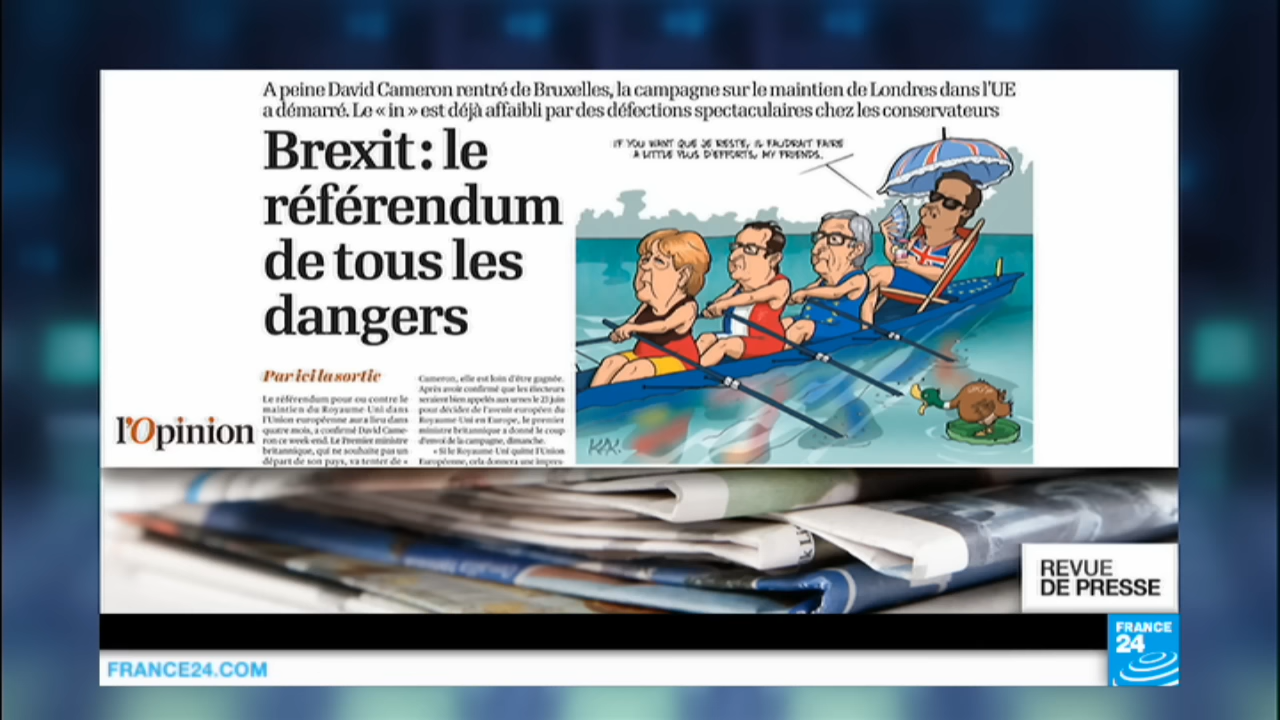 A peine David Cameron rentré de Bruxelles, la campagne sur le maintien de Londres dans l'UE
a démarré. Le « in » est déjà affaibli par des défections spectaculaires chez les conservateurs
Brexit : le
référendum
de tous les
dangers
IF YOU WANT QUE JE RESTE, IL FAUDRAIT FAIRE
A LITTLE PLUS D'EFFORTS, MY FRIENDS.
Par ici la sortie
Le référendum pour ou contre le
maintien du Royaume Uni dans
l'Union européenne aura lieu dans
quatre mois, a confirmé David Came-
ron ce week-end. Le Premier ministre
britannique, qui ne souhaite pas un
départ de son pays, va tenter de «
Cameron, elle est loin d'être gagnée.
Après avoir confirmé que les électeurs
seraient bien appelés aux urnes le 23 juin
pour décider de l'avenir européen du
Royaume Uni en Europe, le premier
ministre britannique a donné le coup
d'envoi de la campagne, dimanche.
« Si le Royaume Uni quitte l'Union
Européenne, cela donnera une impres-
l'Opinion
REVUE
DE PRESSE
FRANCE
24
FRANCE24.COM